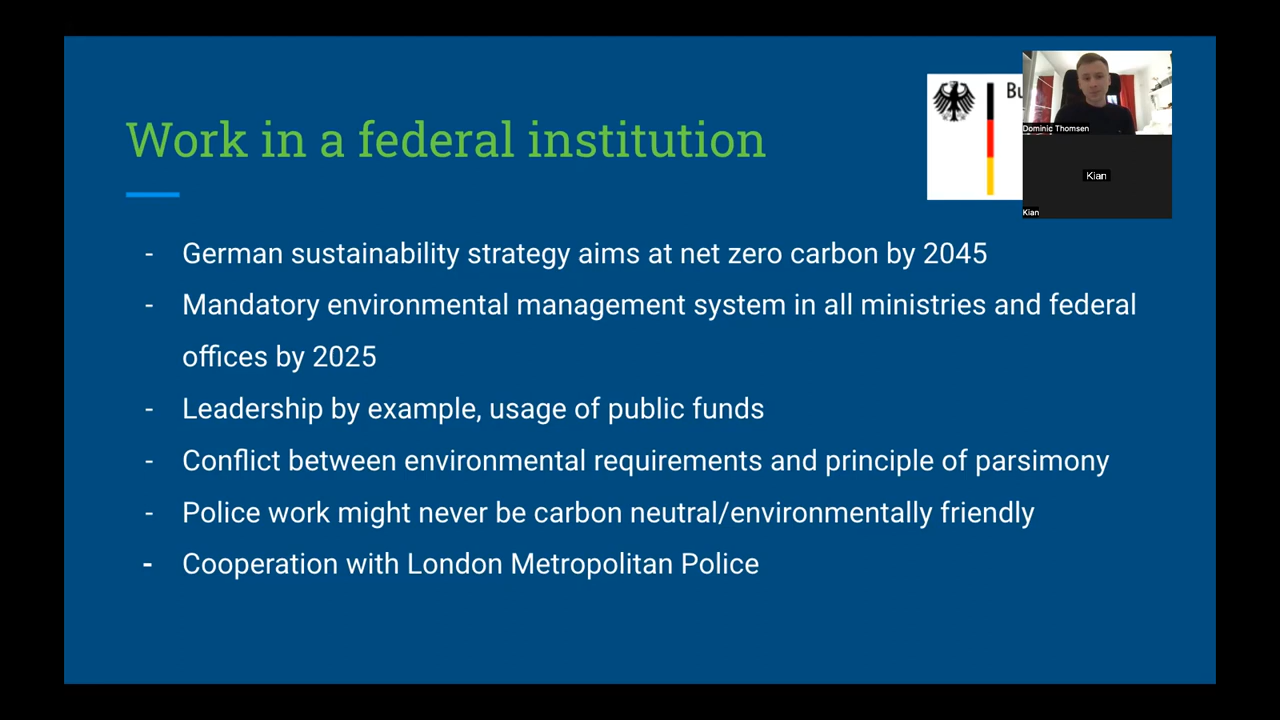 Work in a federal institution
Bu
Dominic Thomsen
Kian
Kian
- German sustainability strategy aims at net zero carbon by 2045
- Mandatory environmental management system in all ministries and federal
offices by 2025
- Leadership by example, usage of public funds
- Conflict between environmental requirements and principle of parsimony
- Police work might never be carbon neutral/environmentally friendly
- Cooperation with London Metropolitan Police